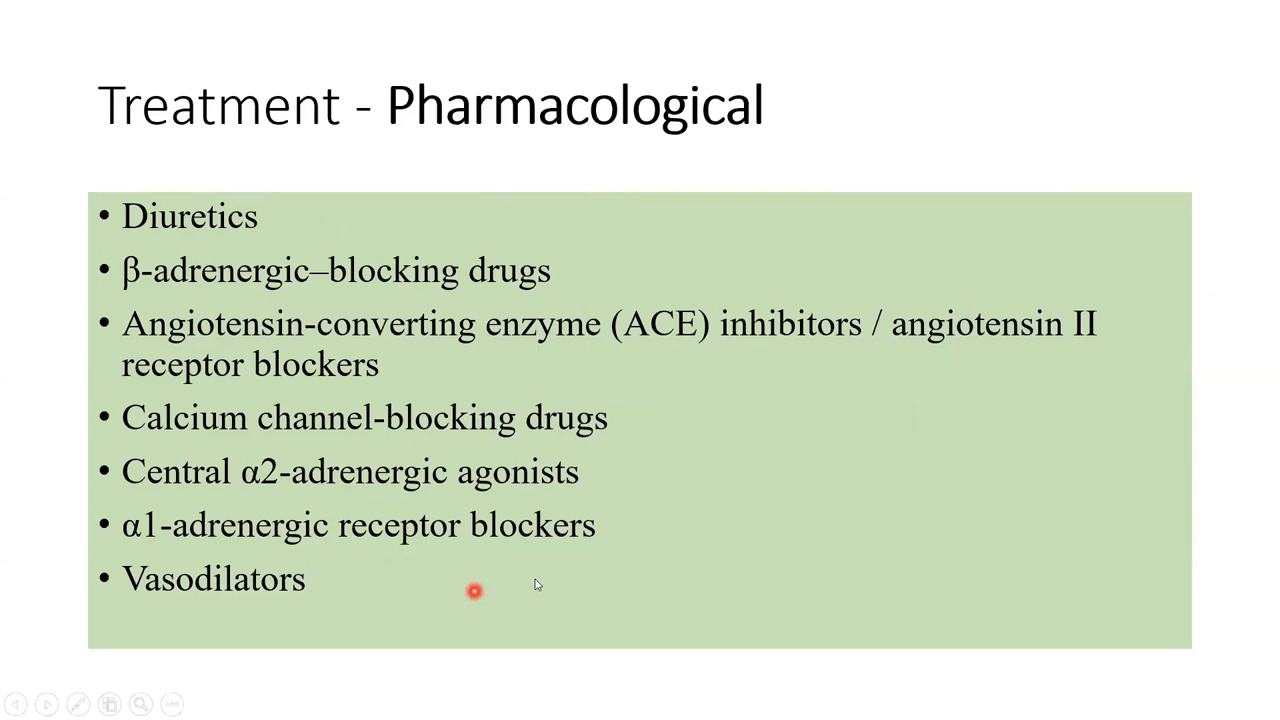 Treatment - Pharmacological
• Diuretics
• β-adrenergic–blocking drugs
• Angiotensin-converting enzyme (ACE) inhibitors / angiotensin II
receptor blockers
• Calcium channel-blocking drugs
• Central α2-adrenergic agonists
• α1-adrenergic receptor blockers
• Vasodilators